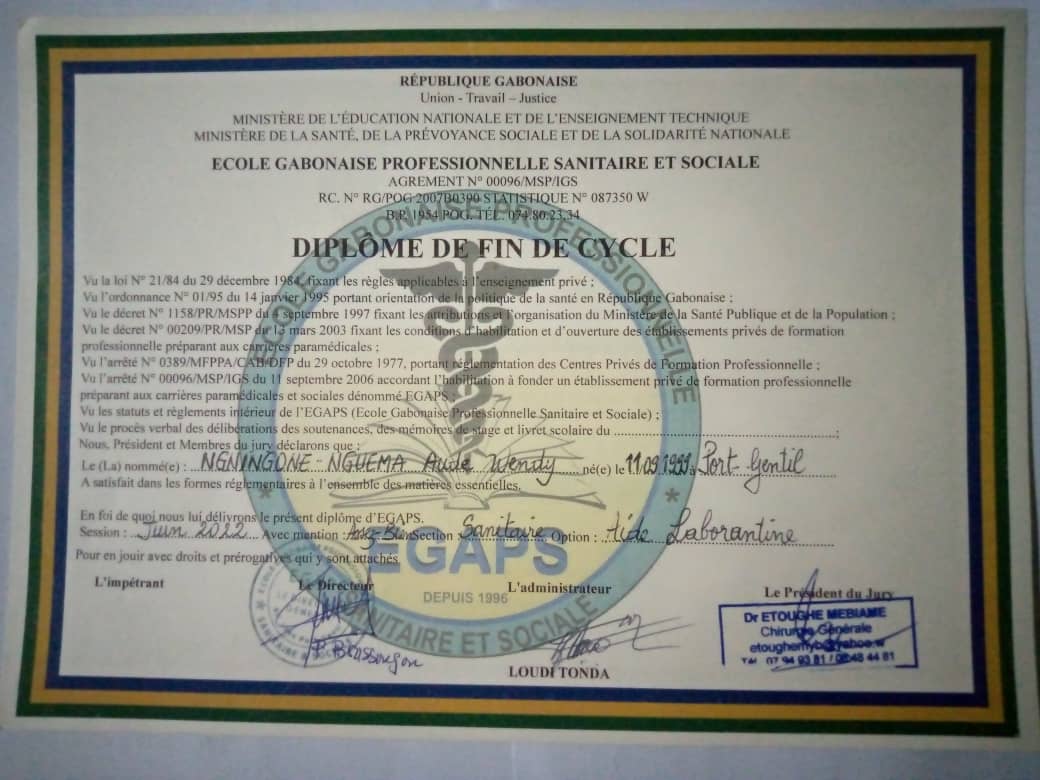 RÉPUBLIQUE GABONAISE
Union - Travail – Justice
MINISTÈRE DE L'ÉDUCATION NATIONALE ET DE L'ENSEIGNEMENT TECHNIQUE
MINISTÈRE DE LA SANTÉ, DE LA PRÉVOYANCE SOCIALE ET DE LA SOLIDARITÉ NATIONALE
ECOLE GABONAISE PROFESSIONNELLE SANITAIRE ET SOCIALE
AGREMENT N° 00096/MSP/IGS
RC. N° RG/POG 2007B0390 STATISTIQUE N° 087350 W
B.P. 1954 POG. TÉL: 074.80.23.34
DIPLÔME DE FIN DE CYCLE
Vu la loi N° 21/84 du 29 décembre 1984, fixant les règles applicables à l'enseignement privé ;
Vu l'ordonnance N° 01/95 du 14 janvier 1995 portant orientation de la politique de la santé en République Gabonaise ;
Vu le décret N° 1158/PR/MSPP du 4 septembre 1997 fixant les attributions et l'organisation du Ministère de la Santé Publique et de la Population ;
Vu le décret N° 00209/PR/MSP du 13 mars 2003 fixant les conditions d'habilitation et d'ouverture des établissements privés de formation
professionnelle préparant aux carrières paramédicales ;
Vu l'arrêté N° 0389/MFPPA/CAB/DFP du 29 octobre 1977, portant réglementation des Centres Privés de Formation Professionnelle ;
Vu l'arrêté N° 00096/MSP/IGS du 11 septembre 2006 accordant l'habilitation à fonder un établissement privé de formation professionnelle
préparant aux carrières paramédicales et sociales dénommé EGAPS ;
Vu les statuts et règlements intérieur de l'EGAPS (Ecole Gabonaise Professionnelle Sanitaire et Sociale) ;
Vu le procès verbal des délibérations des soutenances, des mémoires de stage et livret scolaire du ;
Nous, Président et Membres du jury déclarons que :
Le (La) nommé(e) : NGNINGONE-NGUEMA Aude Wendy né(e) le 11.09.1999 à Port-Gentil
A satisfait dans les formes réglementaires à l'ensemble des matières essentielles.
En foi de quoi nous lui délivrons le présent diplôme d'EGAPS.
Session : Juin 2022 Avec mention : Bien Section : Sanitaire Option : Aide Laborantine
Pour en jouer avec droits et prérogatives qui y sont attachés.
L'impétrant Le Directeur L'administrateur Le Président du Jury
LOUDI TONDA
Dr ETOUGHE MEBIAME
Chirurgie Générale
ECOLE GABONAISE PROFESSIONNELLE
SANITAIRE ET SOCIALE
EGAPS
DEPUIS 1996